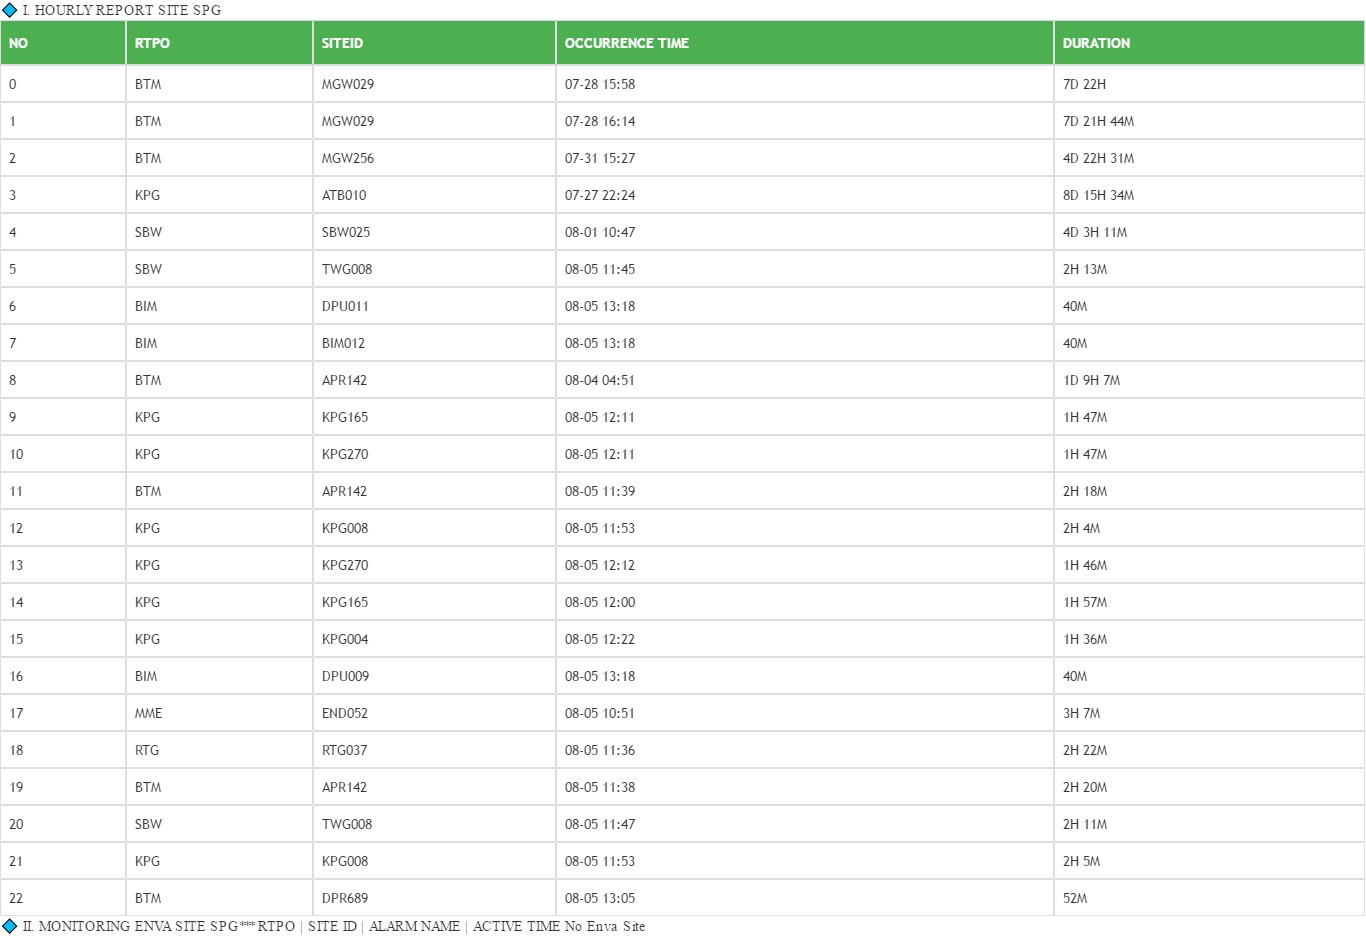 I. HOURLY REPORT SITE SPG
NO RTPO SITEID OCCURRENCE TIME DURATION
0 BTM MGW029 07-28 15:58 7D 22H
1 BTM MGW029 07-28 16:14 7D 21H 44M
2 BTM MGW256 07-31 15:27 4D 22H 31M
3 KPG ATB010 07-27 22:24 8D 15H 34M
4 SBW SBW025 08-01 10:47 4D 3H 11M
5 SBW TWG008 08-05 11:45 2H 13M
6 BIM DPU011 08-05 13:18 40M
7 BIM BIM012 08-05 13:18 40M
8 BTM APR142 08-04 04:51 1D 9H 7M
9 KPG KPG165 08-05 12:11 1H 47M
10 KPG KPG270 08-05 12:11 1H 47M
11 BTM APR142 08-05 11:39 2H 18M
12 KPG KPG008 08-05 11:53 2H 4M
13 KPG KPG270 08-05 12:12 1H 46M
14 KPG KPG165 08-05 12:00 1H 57M
15 KPG KPG004 08-05 12:22 1H 36M
16 BIM DPU009 08-05 13:18 40M
17 MME END052 08-05 10:51 3H 7M
18 RTG RTG037 08-05 11:36 2H 22M
19 BTM APR142 08-05 11:38 2H 20M
20 SBW TWG008 08-05 11:47 2H 11M
21 KPG KPG008 08-05 11:53 2H 5M
22 BTM DPR689 08-05 13:05 52M
II. MONITORING ENVA SITE SPG*** RTPO | SITE ID | ALARM NAME | ACTIVE TIME No Enva Site